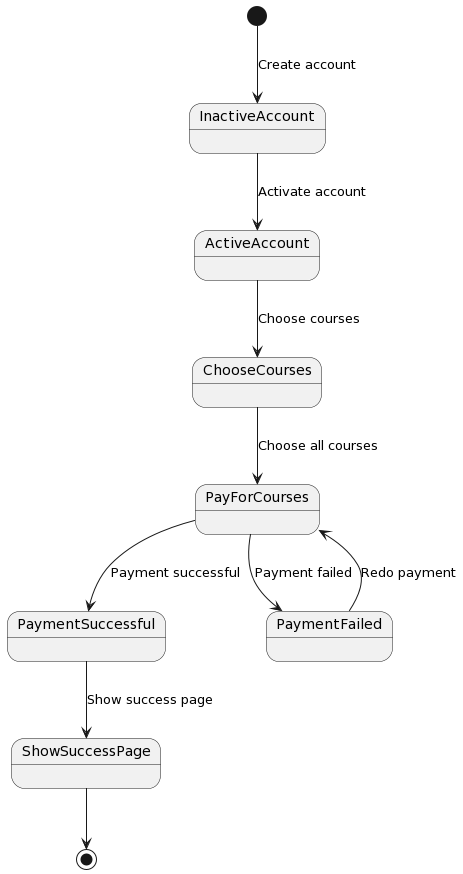 Create account
InactiveAccount
Activate account
ActiveAccount
Choose courses
ChooseCourses
Choose all courses
PayForCourses
Payment successful
Payment failed
Redo payment
PaymentSuccessful
PaymentFailed
Show success page
ShowSuccessPage